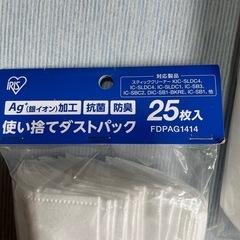 IRIS
対応製品
スティッククリーナー KIC-SLDC4,
IC-SLDC4, IC-SLDC1, IC-SB3,
IC-SBC2, DIC-SB1-BKRE, IC-SB1, 他
Ag⁺(銀イオン)加工 抗菌 防臭
25枚入
使い捨てダストパック
FDPAG1414